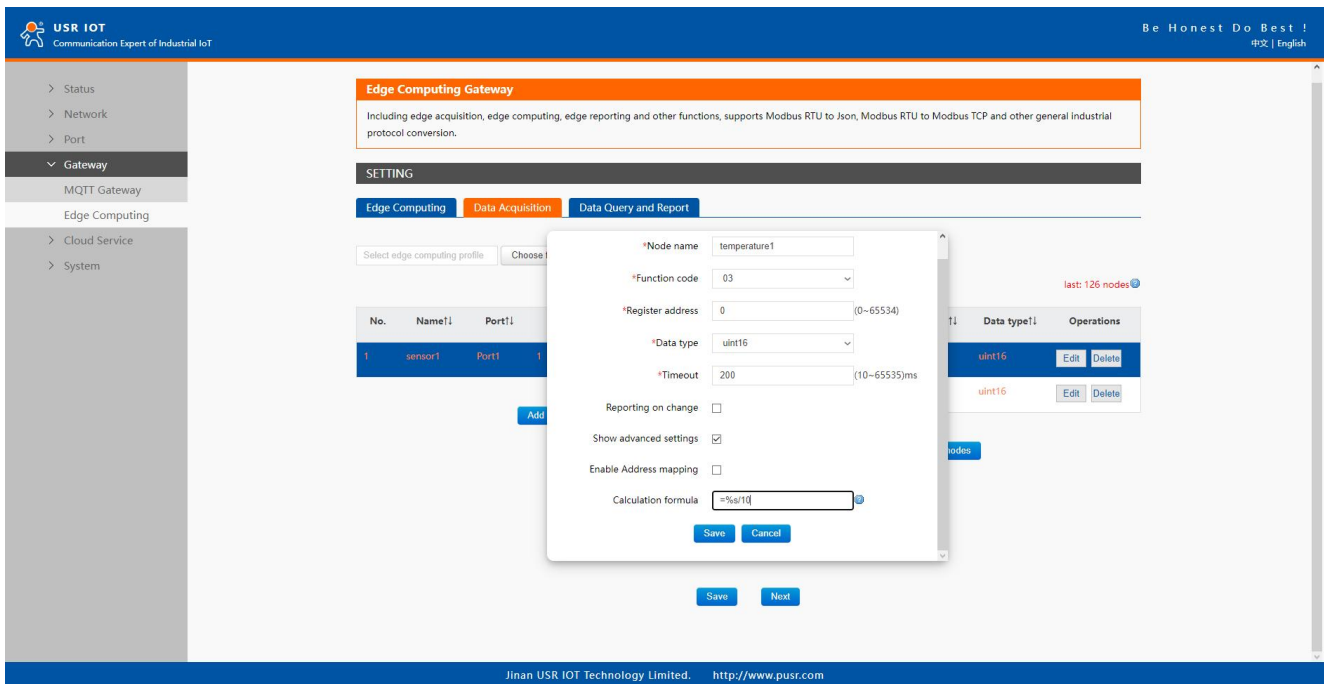 USR IOT
Communication Expert of Industrial IoT
Be Honest Do Best !
中文 | English
Status
Network
Port
Gateway
MQTT Gateway
Edge Computing
Cloud Service
System
Edge Computing Gateway
Including edge acquisition, edge computing, edge reporting and other functions, supports Modbus RTU to Json, Modbus RTU to Modbus TCP and other general industrial
protocol conversion.
SETTING
Edge Computing Data Acquisition Data Query and Report
Select edge computing profile. Choose f
last: 126 nodes
No. Name↑↓ Port↑↓ ↑↓ Data type↑↓ Operations
1 sensor1 Port1 1 uint16 Edit Delete
uint16 Edit Delete
Add
nodes
*Node name temperature1
*Function code 03
*Register address 0 (0~65534)
*Data type uint16
*Timeout 200 (10~65535)ms
Reporting on change
Show advanced settings
Enable Address mapping
Calculation formula =%s/10
Save Cancel
Save Next
Jinan USR IOT Technology Limited. http://www.pusr.com